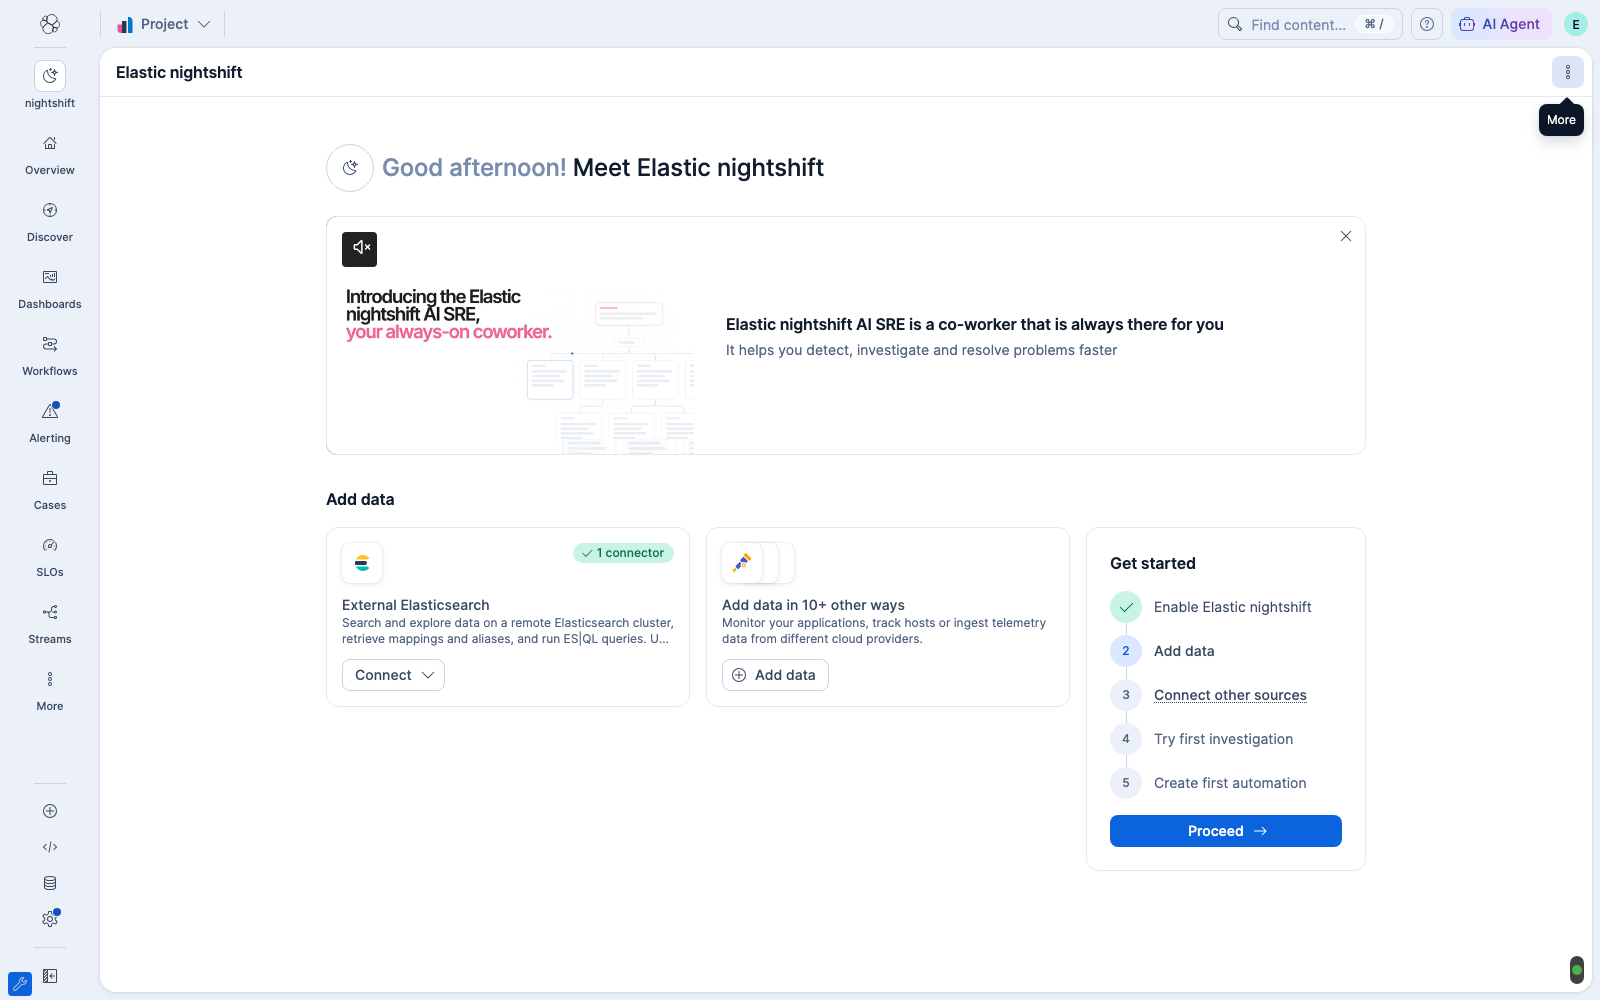 Project
Find content...
⌘ /
AI Agent
E
nightshift
Overview
Discover
Dashboards
Workflows
Alerting
Cases
SLOs
Streams
More
Elastic nightshift
More
Good afternoon! Meet Elastic nightshift
Introducing the Elastic
nightshift AI SRE,
your always-on coworker.
Elastic nightshift AI SRE is a co-worker that is always there for you
It helps you detect, investigate and resolve problems faster
Add data
1 connector
External Elasticsearch
Search and explore data on a remote Elasticsearch cluster,
retrieve mappings and aliases, and run ES|QL queries. U...
Connect
Add data in 10+ other ways
Monitor your applications, track hosts or ingest telemetry
data from different cloud providers.
Add data
Get started
Enable Elastic nightshift
2 Add data
3 Connect other sources
4 Try first investigation
5 Create first automation
Proceed